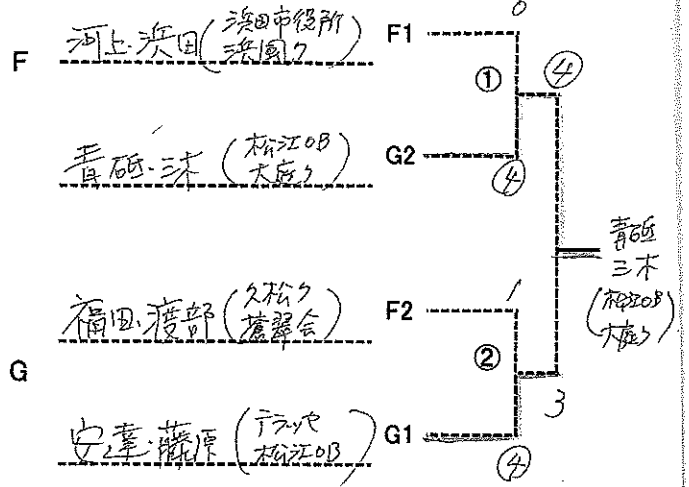 F
河上・浜田(浜田市役所
浜園ク)
F1
0
①
④
青砥・三木(松江OB
大庭ク)
G2
④
青砥
三木
(松江OB
大庭ク)
G
福田・渡部(久松ク
蒼翠会)
F2
1
②
3
安達・藤原(テラッセ
松江OB)
G1
④